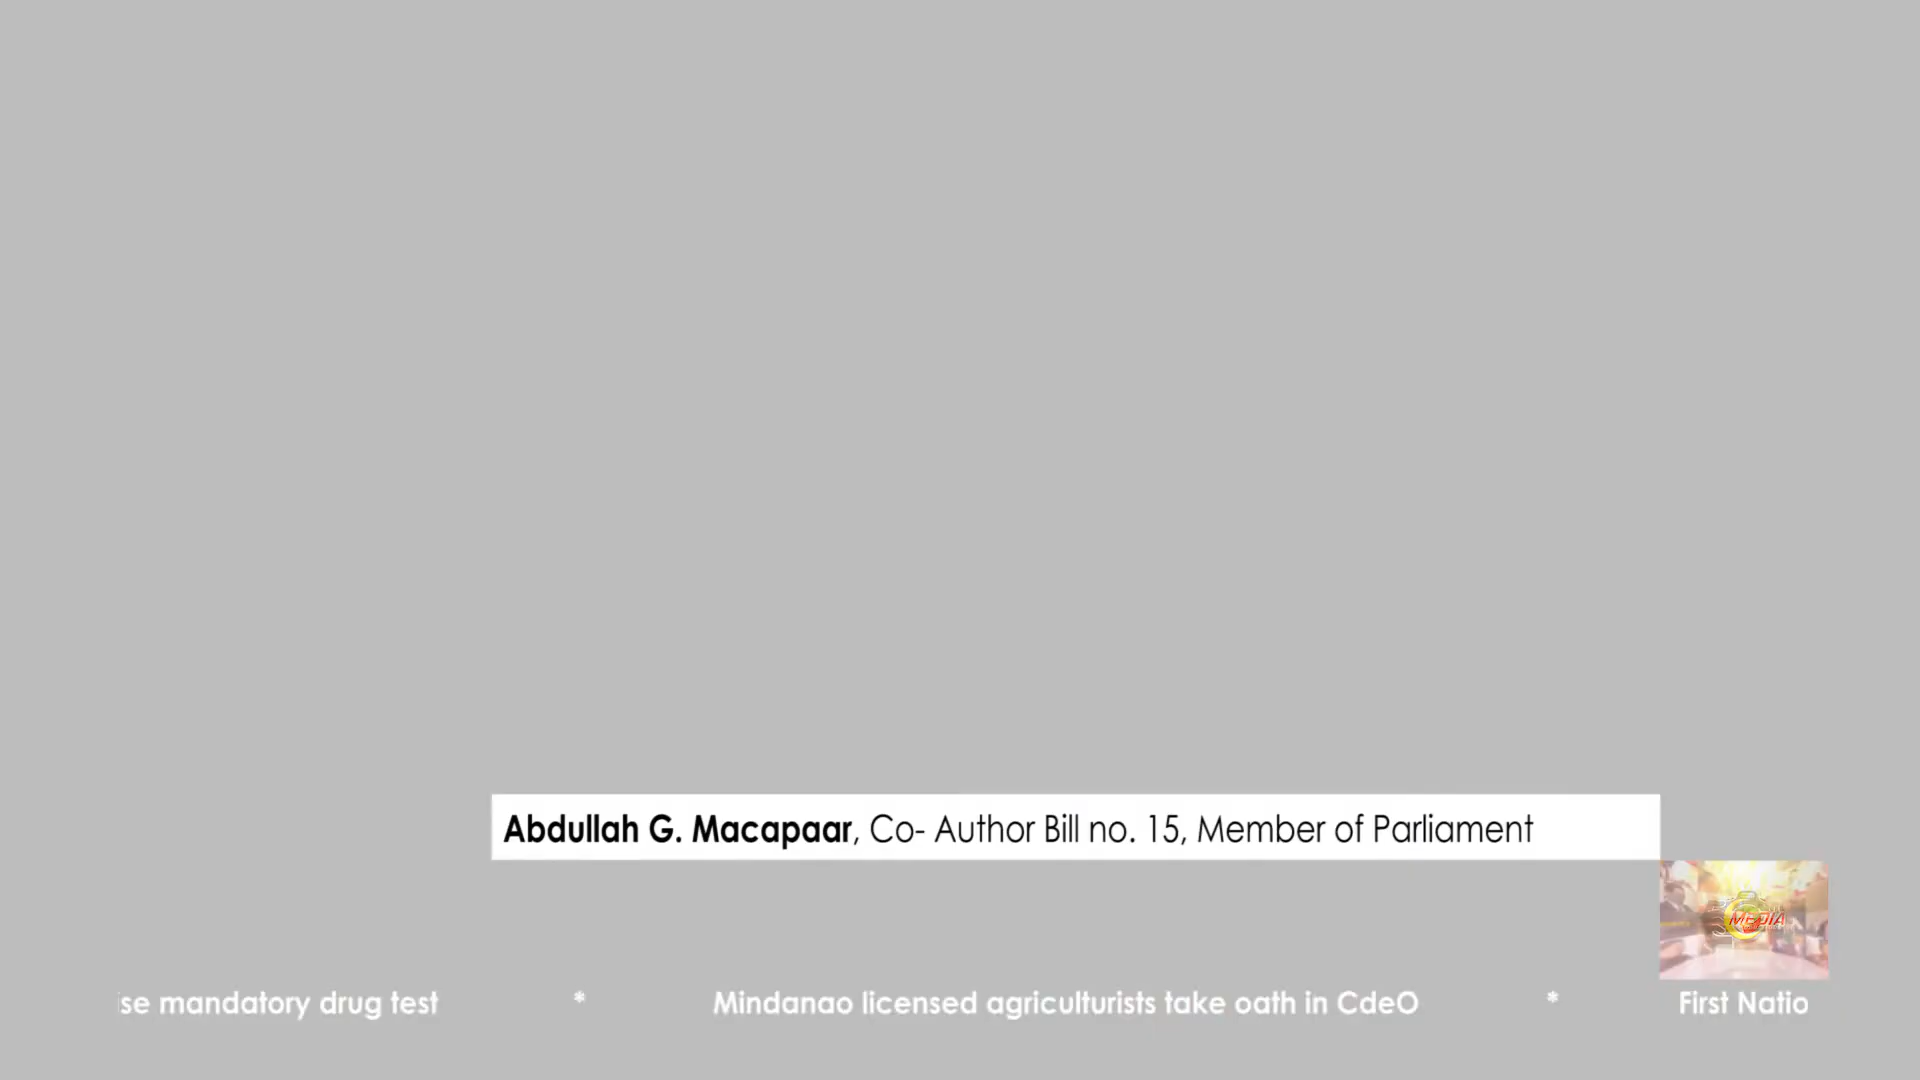 Abdullah G. Macapaar, Co- Author Bill no. 15, Member of Parliament
MEDIA
se mandatory drug test * Mindanao licensed agriculturists take oath in CdeO * First Natio